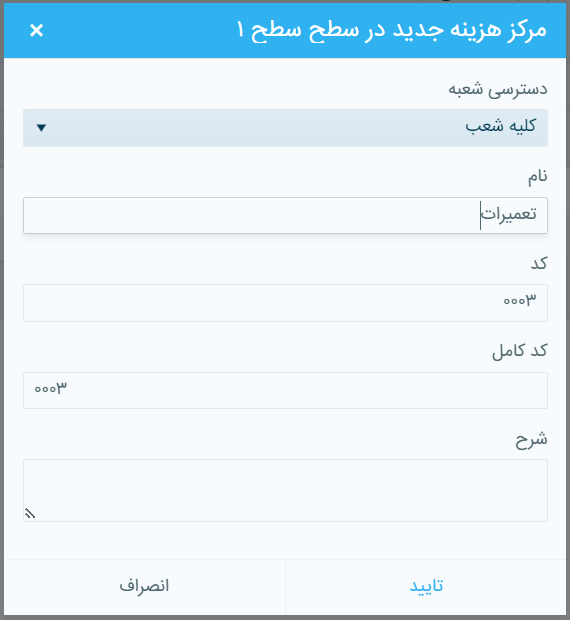 مرکز هزینه جدید در سطح سطح ۱
دسترسی شعبه
کلیه شعب
نام
تعمیرات
کد
۰۰۰۳
کد کامل
۰۰۰۳
شرح
تایید
انصراف